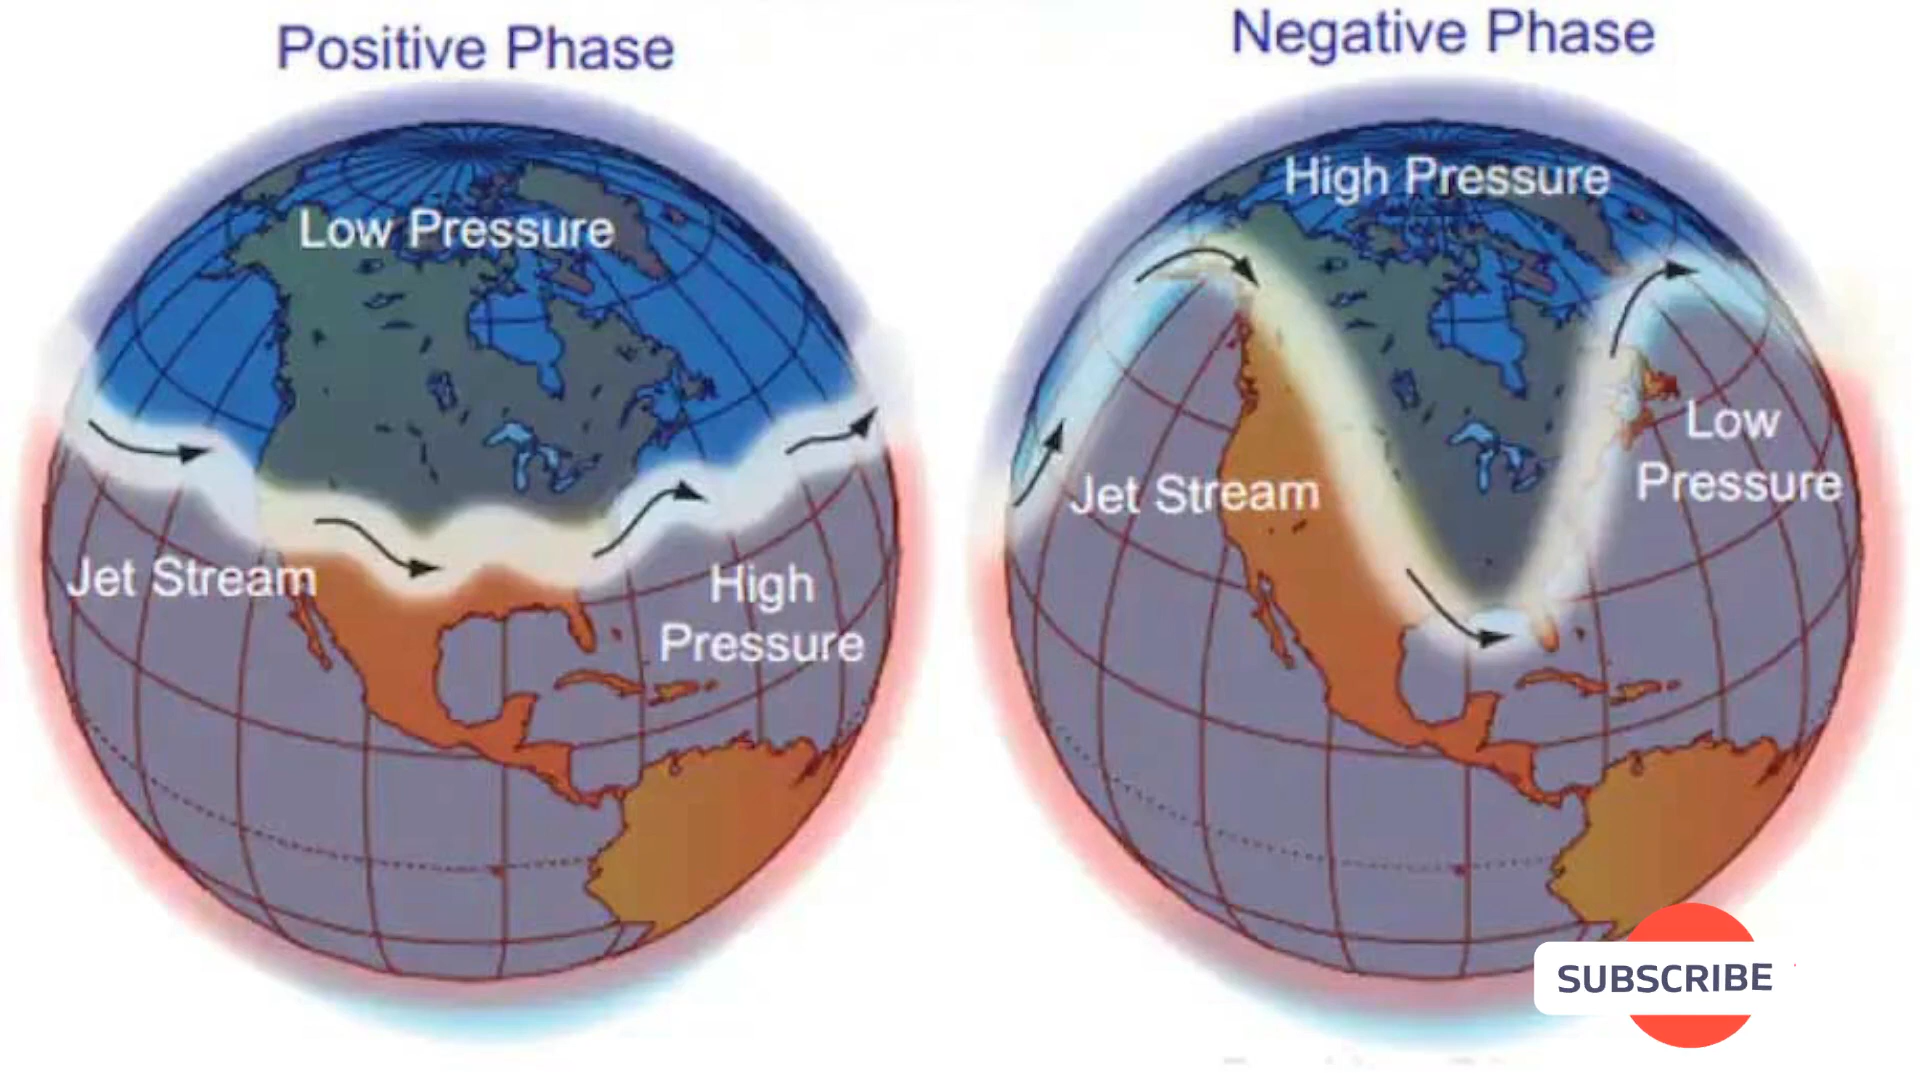 Positive Phase
Low Pressure
Jet Stream
High
Pressure
Negative Phase
High Pressure
Jet Stream
Low
Pressure
SUBSCRIBE